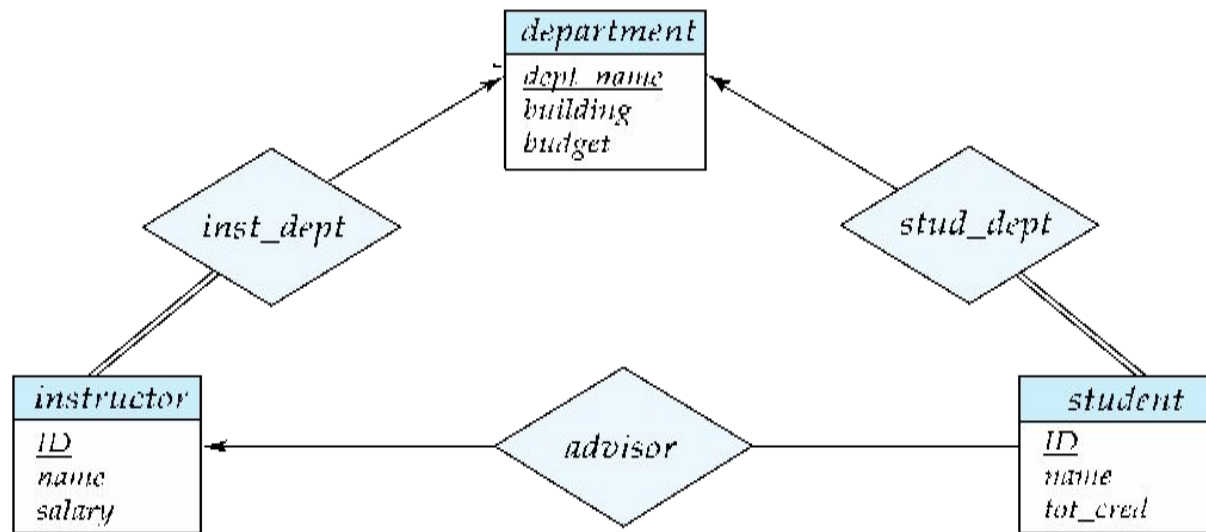 department
dept_name
building
budget
inst_dept
stud_dept
instructor
ID
name
salary
advisor
student
ID
name
tot_cred